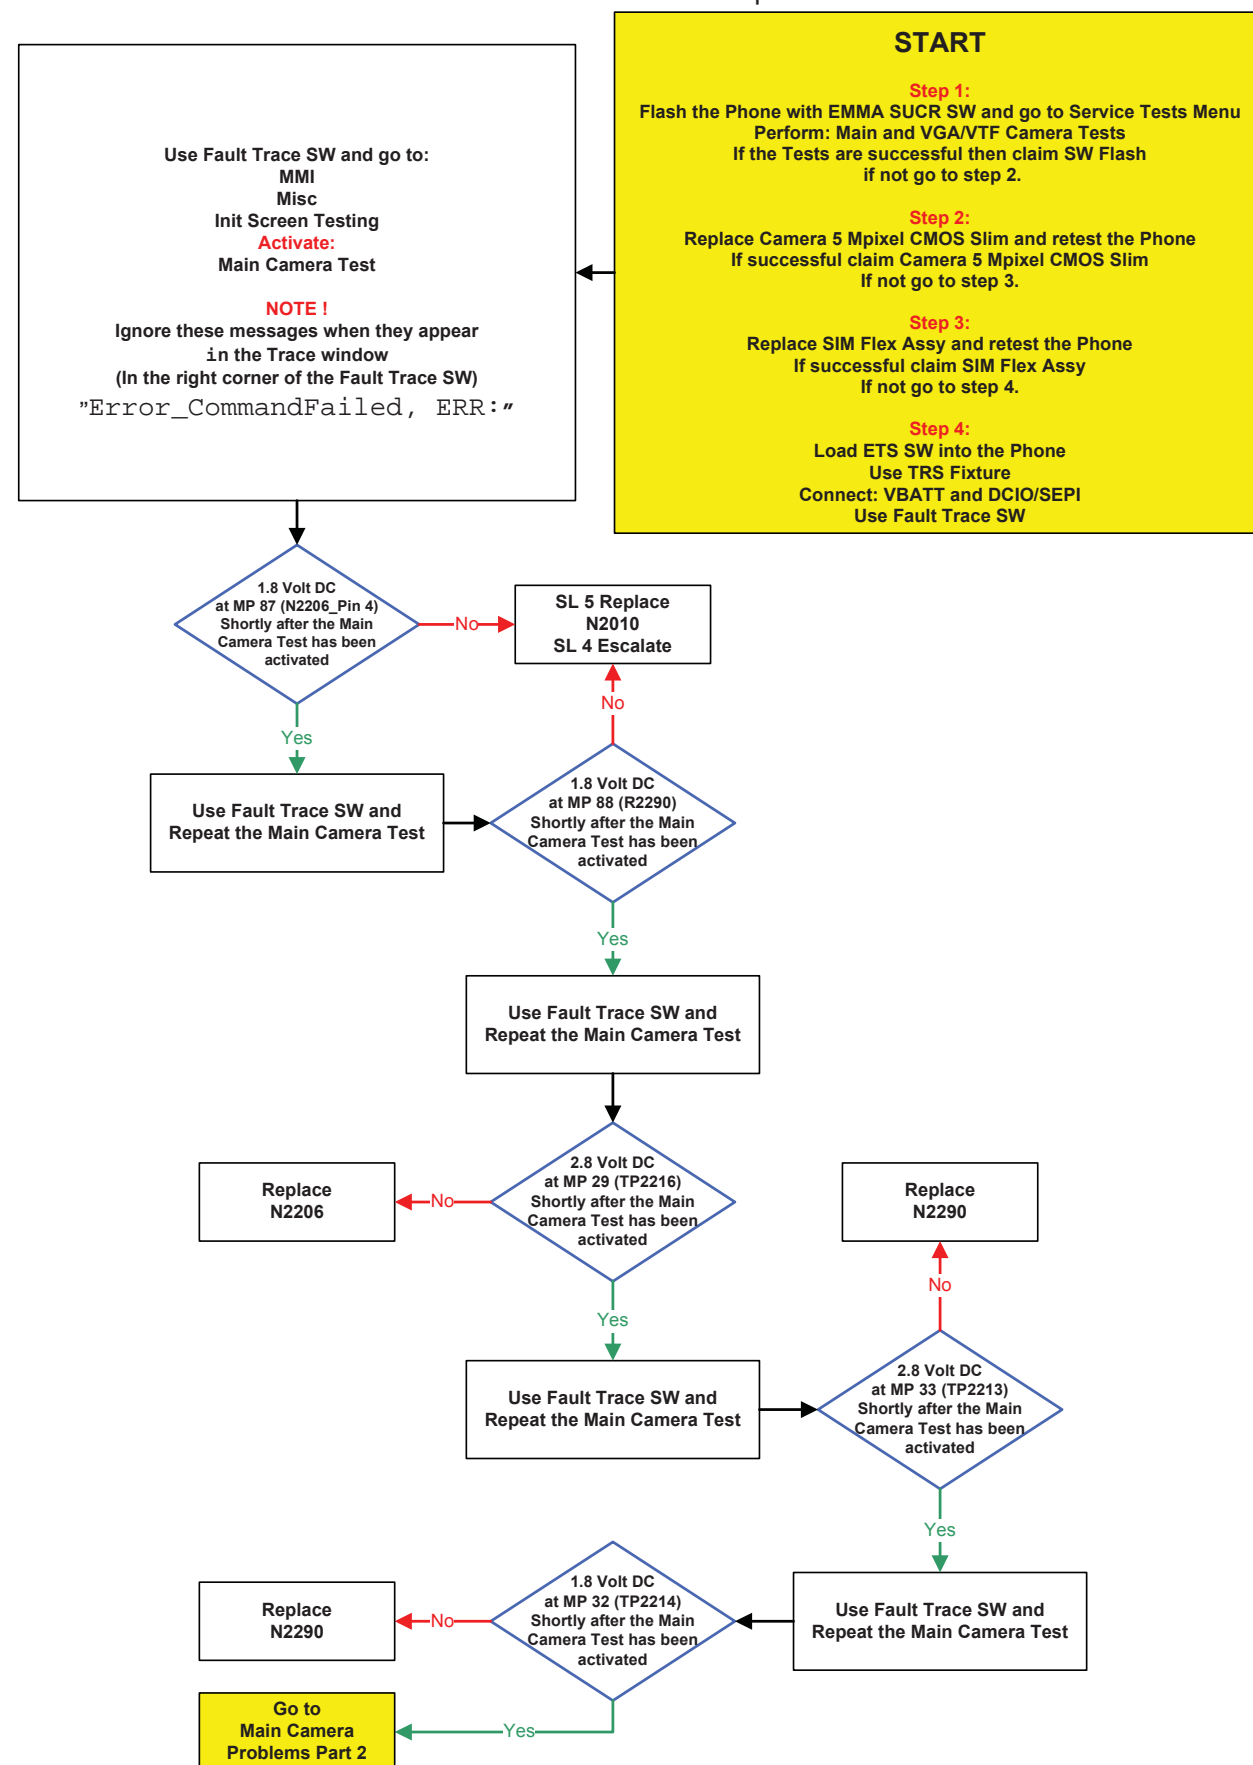 START
Step 1:
Flash the Phone with EMMA SUCR SW and go to Service Tests Menu
Perform: Main and VGA/VTF Camera Tests
If the Tests are successful then claim SW Flash
if not go to step 2.
Step 2:
Replace Camera 5 Mpixel CMOS Slim and retest the Phone
If successful claim Camera 5 Mpixel CMOS Slim
If not go to step 3.
Step 3:
Replace SIM Flex Assy and retest the Phone
If successful claim SIM Flex Assy
If not go to step 4.
Step 4:
Load ETS SW into the Phone
Use TRS Fixture
Connect: VBATT and DCIO/SEPI
Use Fault Trace SW
Use Fault Trace SW and go to:
MMI
Misc
Init Screen Testing
Activate:
Main Camera Test
NOTE !
Ignore these messages when they appear
in the Trace window
(In the right corner of the Fault Trace SW)
"Error_CommandFailed, ERR:"
1.8 Volt DC
at MP 87 (N2206_Pin 4)
Shortly after the Main
Camera Test has been
activated
No
SL 5 Replace
N2010
SL 4 Escalate
Yes
No
Use Fault Trace SW and
Repeat the Main Camera Test
1.8 Volt DC
at MP 88 (R2290)
Shortly after the Main
Camera Test has been
activated
Yes
Use Fault Trace SW and
Repeat the Main Camera Test
2.8 Volt DC
at MP 29 (TP2216)
Shortly after the Main
Camera Test has been
activated
No
Replace
N2206
Yes
Use Fault Trace SW and
Repeat the Main Camera Test
2.8 Volt DC
at MP 33 (TP2213)
Shortly after the Main
Camera Test has been
activated
No
Replace
N2290
Yes
Use Fault Trace SW and
Repeat the Main Camera Test
1.8 Volt DC
at MP 32 (TP2214)
Shortly after the Main
Camera Test has been
activated
No
Replace
N2290
Yes
Go to
Main Camera
Problems Part 2